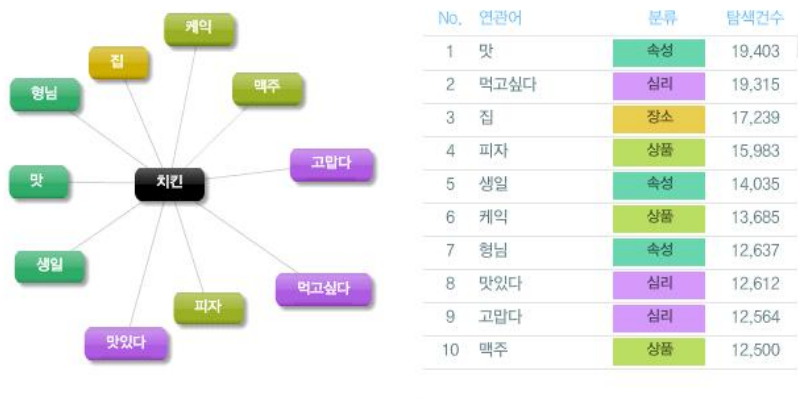 케익
집
맥주
형님
고맙다
맛
치킨
생일
먹고싶다
피자
맛있다
No. 연관어 분류 탐색건수
1 맛 속성 19,403
2 먹고싶다 심리 19,315
3 집 장소 17,239
4 피자 상품 15,983
5 생일 속성 14,035
6 케익 상품 13,685
7 형님 속성 12,637
8 맛있다 심리 12,612
9 고맙다 심리 12,564
10 맥주 상품 12,500